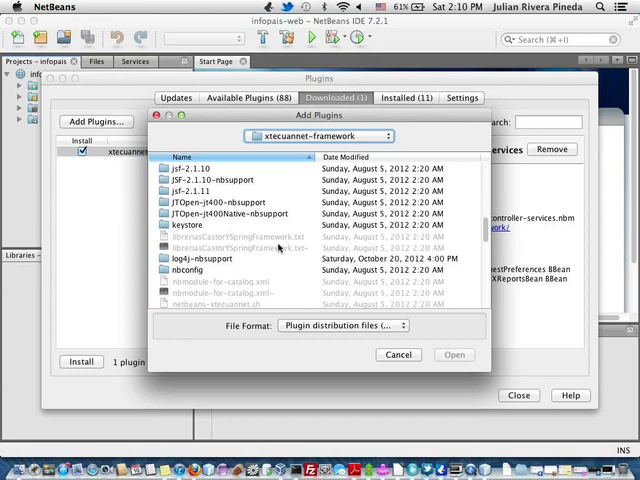 NetBeans 61% Sat 2:10 PM Julian Rivera Pineda
infopais-web - NetBeans IDE 7.2.1
Search (⌘+I)
Projects - infopais Files Services Start Page
Plugins
Updates Available Plugins (88) Downloaded (1) Installed (11) Settings
Add Plugins...
Install
xtecuannet
Remove
Add Plugins
xtecuannet-framework
Name Date Modified
jsf-2.1.10 Sunday, August 5, 2012 2:20 AM
JSF-2.1.10-nbsupport Sunday, August 5, 2012 2:20 AM
jsf-2.1.11 Sunday, August 5, 2012 2:20 AM
JTOpen-jt400-nbsupport Sunday, August 5, 2012 2:20 AM
JTOpen-jt400Native-nbsupport Sunday, August 5, 2012 2:20 AM
keystore Sunday, August 5, 2012 2:20 AM
libreriasCastorYSpringFramework.txt Sunday, August 5, 2012 2:20 AM
libreriasCastorYSpringFramework.txt~ Sunday, August 5, 2012 2:20 AM
log4j-nbsupport Saturday, October 20, 2012 4:00 PM
nbconfig Sunday, August 5, 2012 2:20 AM
nbmodule-for-catalog.xml Sunday, August 5, 2012 2:20 AM
nbmodule-for-catalog.xml~ Sunday, August 5, 2012 2:20 AM
netbeans-xtecuannet.sh Sunday, August 5, 2012 2:20 AM
File Format: Plugin distribution files (...
Cancel Open
controller-services.nbm
ework/
uestPreferences BBean
XReportsBean BBean
Libraries -
Install 1 plugin
Close Help
INS